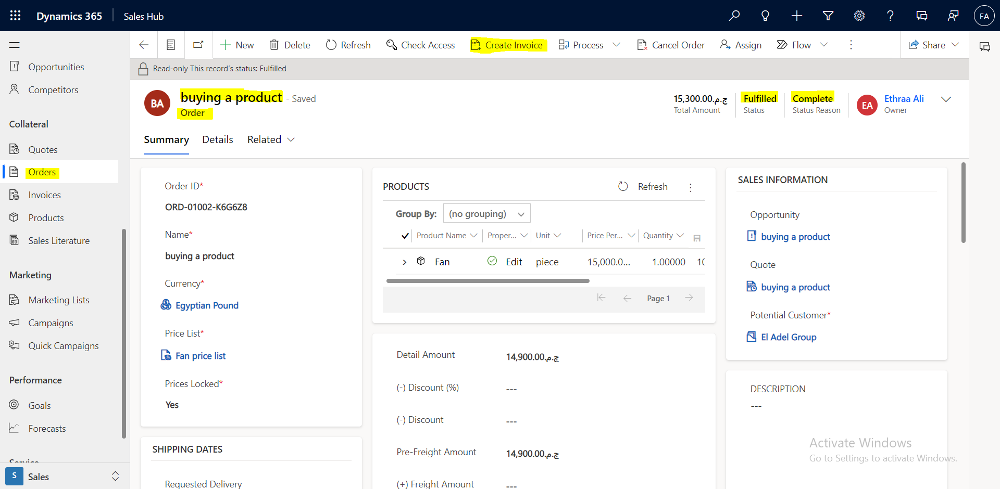 Dynamics 365
Sales Hub
EA
New
Delete
Refresh
Check Access
Create Invoice
Process
Cancel Order
Assign
Flow
Share
Read-only This record's status: Fulfilled
Opportunities
Competitors
Collateral
Quotes
Orders
Invoices
Products
Sales Literature
Marketing
Marketing Lists
Campaigns
Quick Campaigns
Performance
Goals
Forecasts
Service
S
Sales
BA
buying a product - Saved
Order
ج.م.15,300.00
Total Amount
Fulfilled
Status
Complete
Status Reason
EA
Ethraa Ali
Owner
Summary
Details
Related
Order ID*
ORD-01002-K6G6Z8
Name*
buying a product
Currency*
Egyptian Pound
Price List*
Fan price list
Prices Locked*
Yes
SHIPPING DATES
Requested Delivery
PRODUCTS
Refresh
Group By:
(no grouping)
Product Name
Proper...
Unit
Price Per...
Quantity
Fan
Edit
piece
15,000.0...
1.00000
10
Page 1
Detail Amount
ج.م.14,900.00
(-) Discount (%)
---
(-) Discount
---
Pre-Freight Amount
ج.م.14,900.00
(+) Freight Amount
---
SALES INFORMATION
Opportunity
buying a product
Quote
buying a product
Potential Customer*
El Adel Group
DESCRIPTION
---
Activate Windows
Go to Settings to activate Windows.